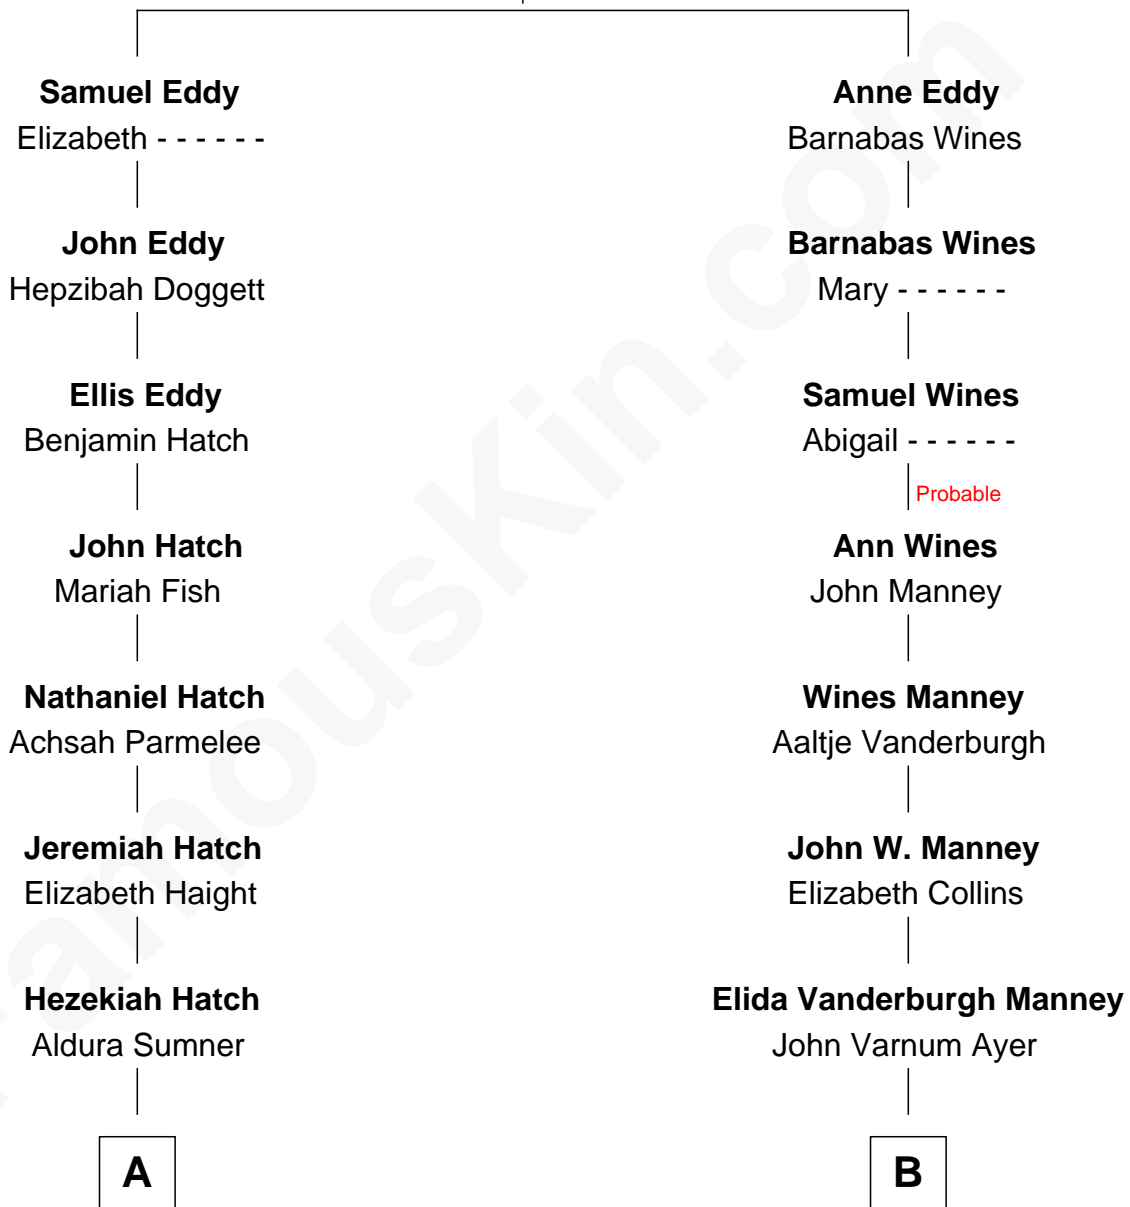 Samuel Eddy
Elizabeth - - - - - -
John Eddy
Hepzibah Doggett
Ellis Eddy
Benjamin Hatch
John Hatch
Mariah Fish
Nathaniel Hatch
Achsah Parmelee
Jeremiah Hatch
Elizabeth Haight
Hezekiah Hatch
Aldura Sumner
A
Anne Eddy
Barnabas Wines
Barnabas Wines
Mary - - - - - -
Samuel Wines
Abigail - - - - - -
Probable
Ann Wines
John Manney
Wines Manney
Aaltje Vanderburgh
John W. Manney
Elizabeth Collins
Elida Vanderburgh Manney
John Varnum Ayer
B
FamousKin.com